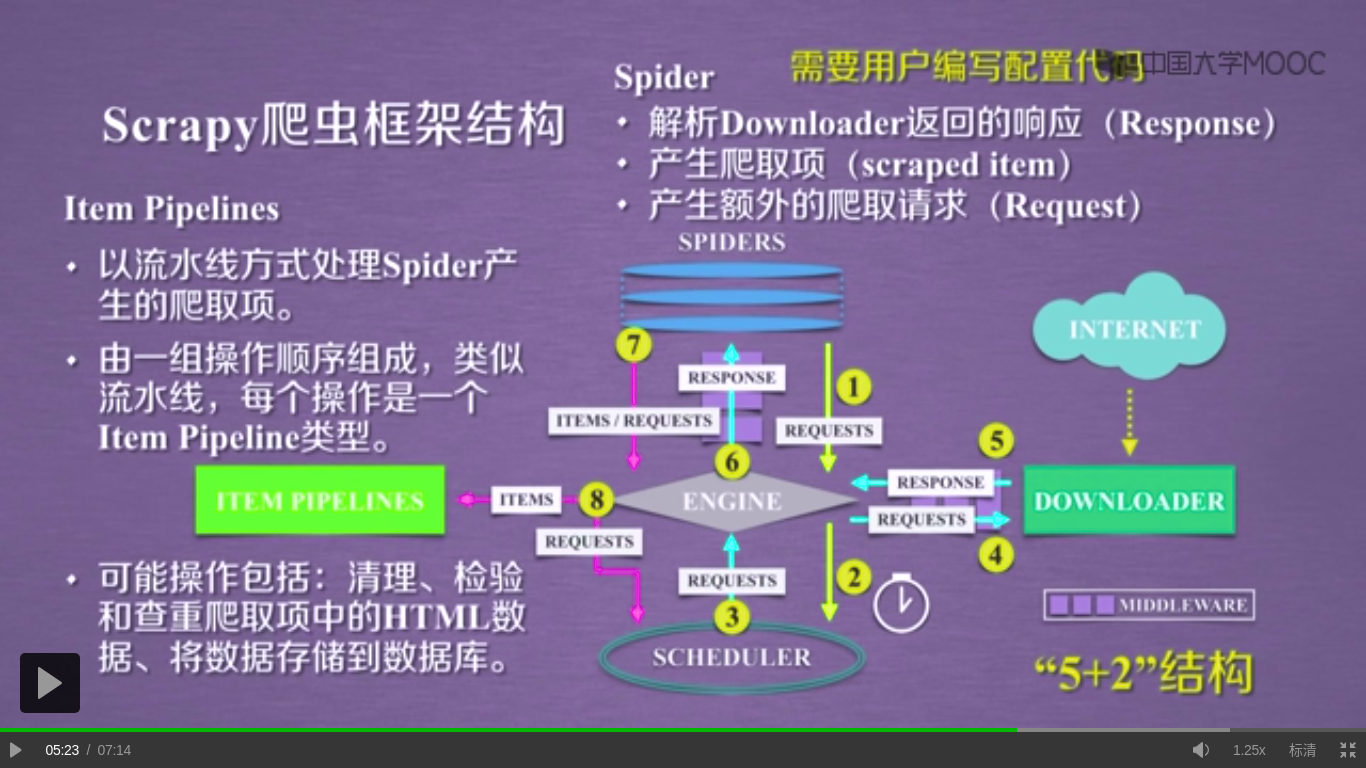 Scrapy爬虫框架结构
Spider
需要用户编写配置代码
中国大学MOOC
• 解析Downloader返回的响应（Response）
• 产生爬取项（scraped item）
• 产生额外的爬取请求（Request）
Item Pipelines
• 以流水线方式处理Spider产
生的爬取项。
• 由一组操作顺序组成，类似
流水线，每个操作是一个
Item Pipeline类型。
• 可能操作包括：清理、检验
和查重爬取项中的HTML数
据、将数据存储到数据库。
SPIDERS
INTERNET
7
RESPONSE
1
ITEMS / REQUESTS
REQUESTS
6
5
ITEM PIPELINES
ITEMS
8
ENGINE
RESPONSE
DOWNLOADER
REQUESTS
REQUESTS
4
REQUESTS
2
3
SCHEDULER
MIDDLEWARE
“5+2”结构
05:23 / 07:14
1.25x
标清